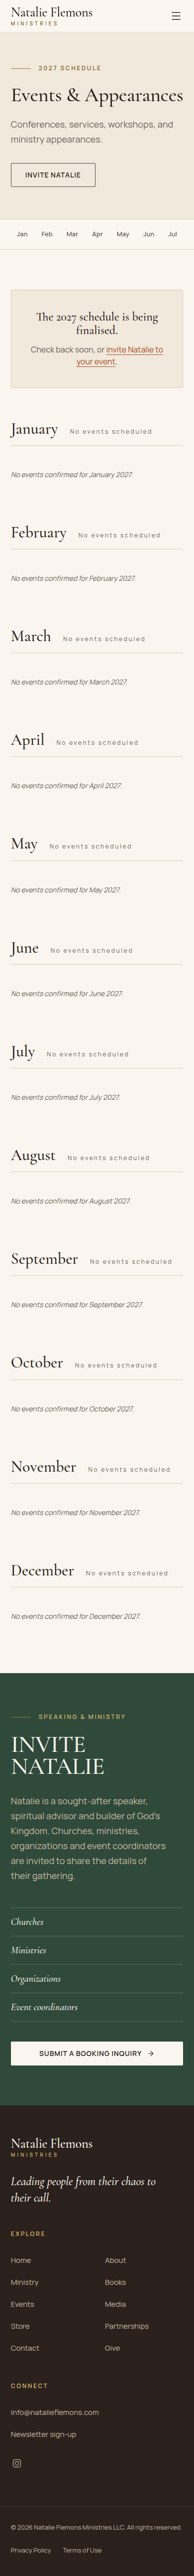 Natalie Flemons
MINISTRIES
2027 SCHEDULE
Events & Appearances
Conferences, services, workshops, and
ministry appearances.
INVITE NATALIE
Jan Feb Mar Apr May Jun Jul
The 2027 schedule is being
finalised.
Check back soon, or invite Natalie to
your event.
January No events scheduled
No events confirmed for January 2027.
February No events scheduled
No events confirmed for February 2027.
March No events scheduled
No events confirmed for March 2027.
April No events scheduled
No events confirmed for April 2027.
May No events scheduled
No events confirmed for May 2027.
June No events scheduled
No events confirmed for June 2027.
July No events scheduled
No events confirmed for July 2027.
August No events scheduled
No events confirmed for August 2027.
September No events scheduled
No events confirmed for September 2027.
October No events scheduled
No events confirmed for October 2027.
November No events scheduled
No events confirmed for November 2027.
December No events scheduled
No events confirmed for December 2027.
SPEAKING & MINISTRY
INVITE
NATALIE
Natalie is a sought-after speaker,
spiritual advisor and builder of God's
Kingdom. Churches, ministries,
organizations and event coordinators
are invited to share the details of
their gathering.
Churches
Ministries
Organizations
Event coordinators
SUBMIT A BOOKING INQUIRY →
Natalie Flemons
MINISTRIES
Leading people from their chaos to
their call.
EXPLORE
Home About
Ministry Books
Events Media
Store Partnerships
Contact Give
CONNECT
info@natalieflemons.com
Newsletter sign-up
© 2026 Natalie Flemons Ministries LLC. All rights reserved.
Privacy Policy Terms of Use